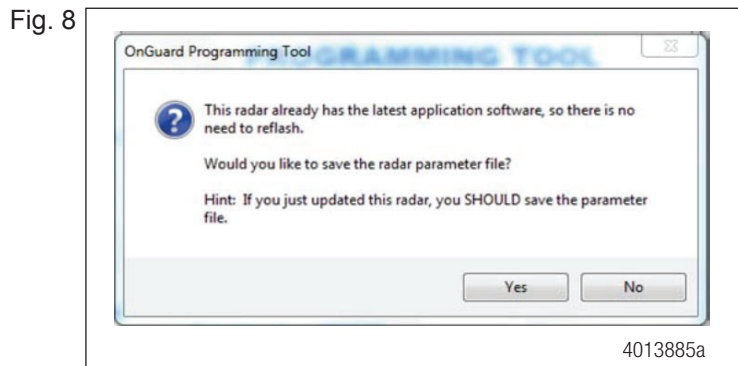 Fig. 8
PROGRAMMING TOOL
OnGuard Programming Tool
This radar already has the latest application software, so there is no
need to reflash.
Would you like to save the radar parameter file?
Hint:  If you just updated this radar, you SHOULD save the parameter
file.
Yes
No
4013885a